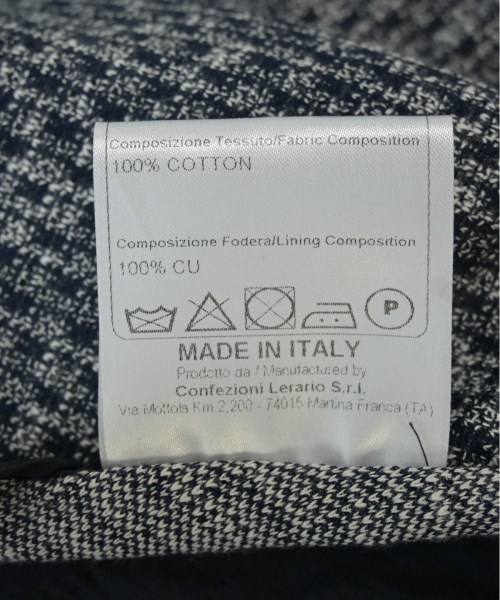 Composizione Tessuto/Fabric Composition
100% COTTON
Composizione Fodera/Lining Composition
100% CU
P
MADE IN ITALY
Prodotto da / Manufactured by
Confezioni Lerario S.r.l.
Via Mottola Km.2,200 - 74015 Martina Franca (TA)